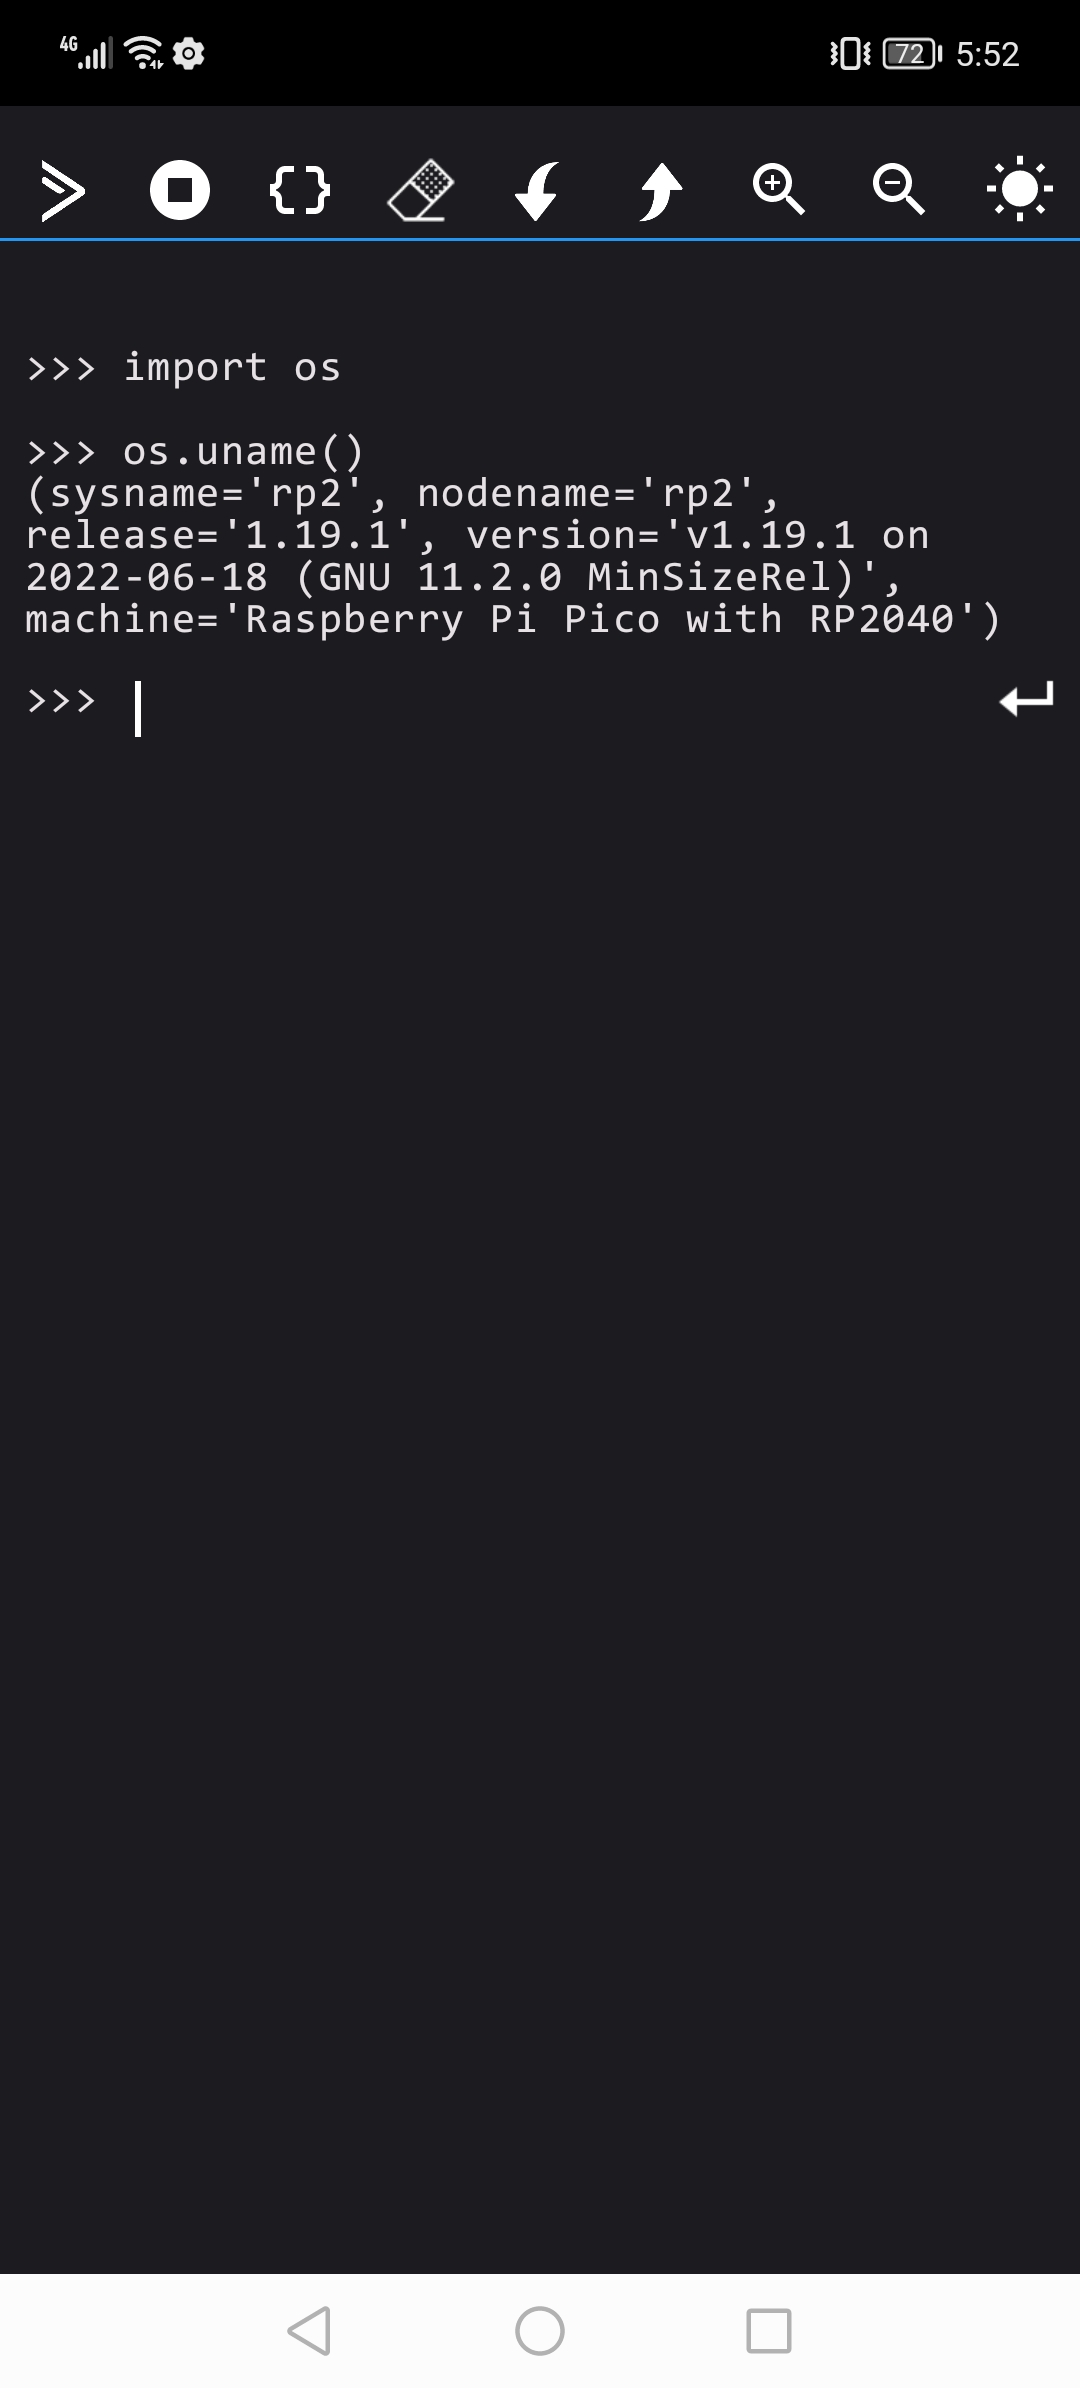 4G 72 5:52
>>> import os
>>> os.uname()
(sysname='rp2', nodename='rp2',
release='1.19.1', version='v1.19.1 on
2022-06-18 (GNU 11.2.0 MinSizeRel)',
machine='Raspberry Pi Pico with RP2040')
>>>